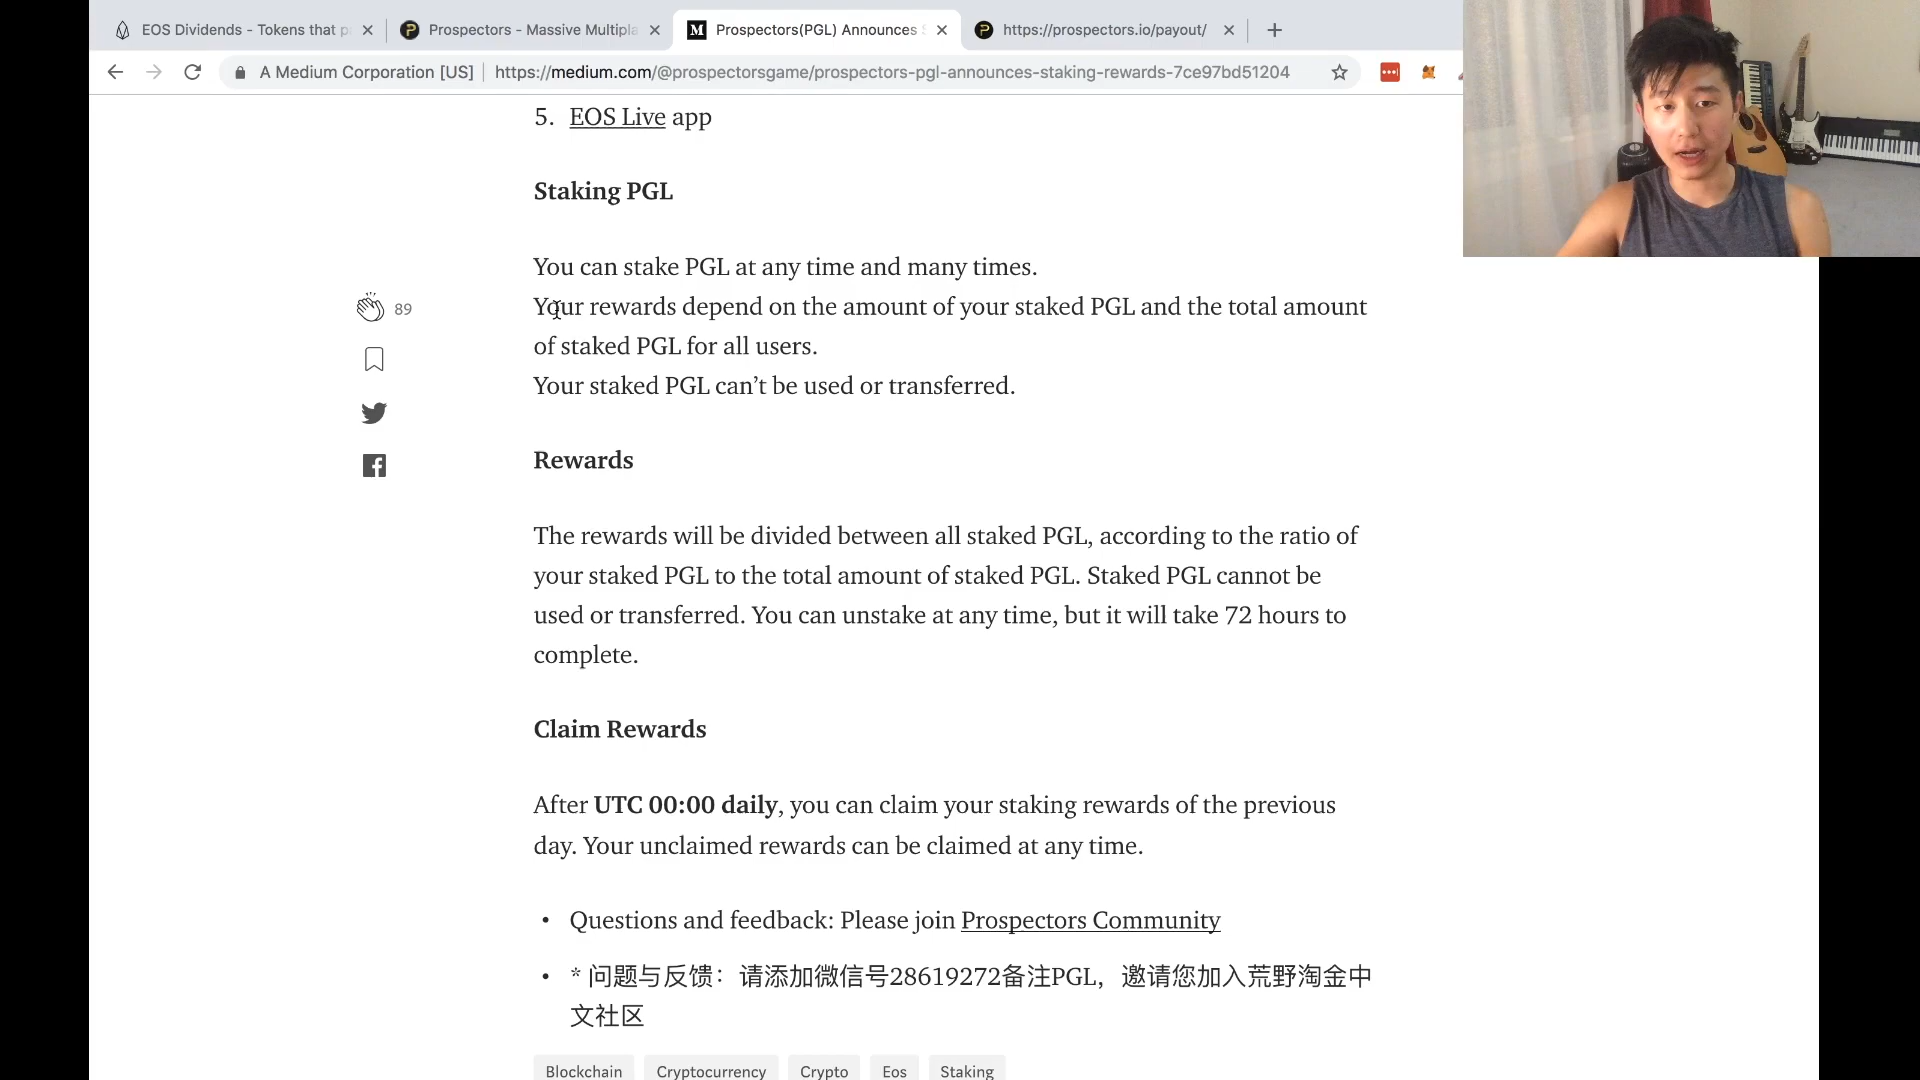 EOS Dividends - Tokens that p
Prospectors - Massive Multipla
Prospectors(PGL) Announces S
https://prospectors.io/payout/
A Medium Corporation [US]
https://medium.com/@prospectorsgame/prospectors-pgl-announces-staking-rewards-7ce97bd51204
5. EOS Live app
Staking PGL
You can stake PGL at any time and many times.
Your rewards depend on the amount of your staked PGL and the total amount
of staked PGL for all users.
Your staked PGL can’t be used or transferred.
89
Rewards
The rewards will be divided between all staked PGL, according to the ratio of
your staked PGL to the total amount of staked PGL. Staked PGL cannot be
used or transferred. You can unstake at any time, but it will take 72 hours to
complete.
Claim Rewards
After UTC 00:00 daily, you can claim your staking rewards of the previous
day. Your unclaimed rewards can be claimed at any time.
• Questions and feedback: Please join Prospectors Community
• * 问题与反馈：请添加微信号28619272备注PGL，邀请您加入荒野淘金中
文社区
Blockchain Cryptocurrency Crypto Eos Staking